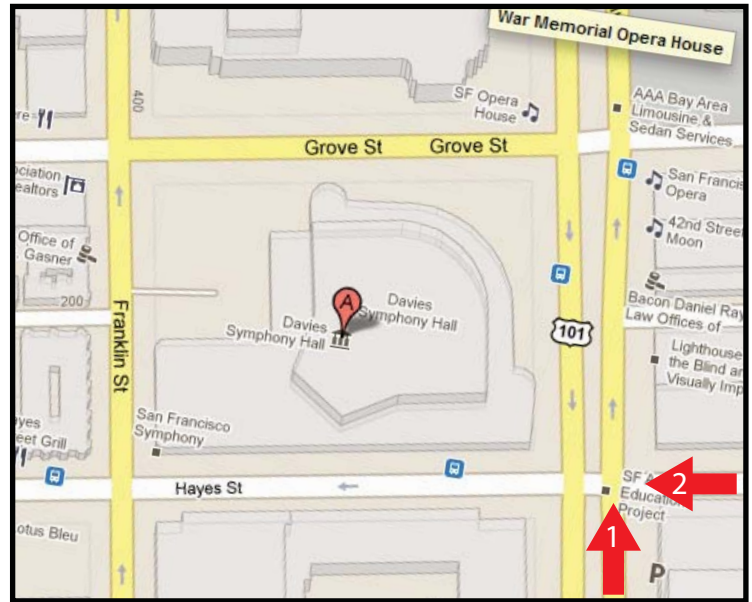 War Memorial Opera House
400
SF Opera
House
AAA Bay Area
Limousine &
Sedan Services
Grove St Grove St
San Francis
Opera
42nd Street
Moon
Office of
Gasner
200
Bacon Daniel Ray
Law Offices of
Franklin St
A
Davies
Symphony Hall
Davies
Symphony Hall
101
Lighthouse
the Blind an
Visually Imp
San Francisco
Symphony
eet Grill
Hayes St
SF A
Education
Project
2
1
otus Bleu
P